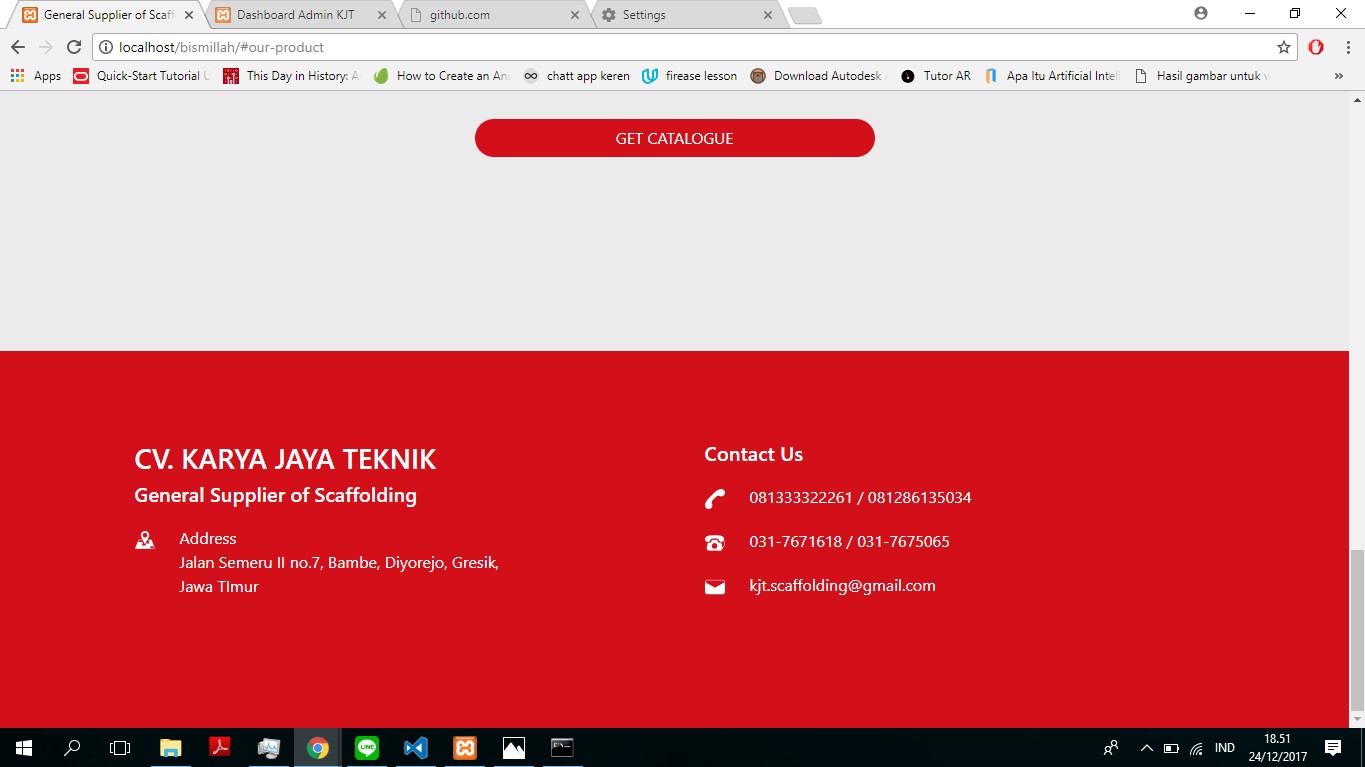 General Supplier of Scaff
Dashboard Admin KJT
github.com
Settings
localhost/bismillah/#our-product
Apps
Quick-Start Tutorial
This Day in History: A
How to Create an An
chatt app keren
firease lesson
Download Autodesk
Tutor AR
Apa Itu Artificial Intel
Hasil gambar untuk w
GET CATALOGUE
CV. KARYA JAYA TEKNIK
General Supplier of Scaffolding
Address
Jalan Semeru II no.7, Bambe, Diyorejo, Gresik,
Jawa TImur
Contact Us
081333322261 / 081286135034
031-7671618 / 031-7675065
kjt.scaffolding@gmail.com
LINE
IND
18.51
24/12/2017